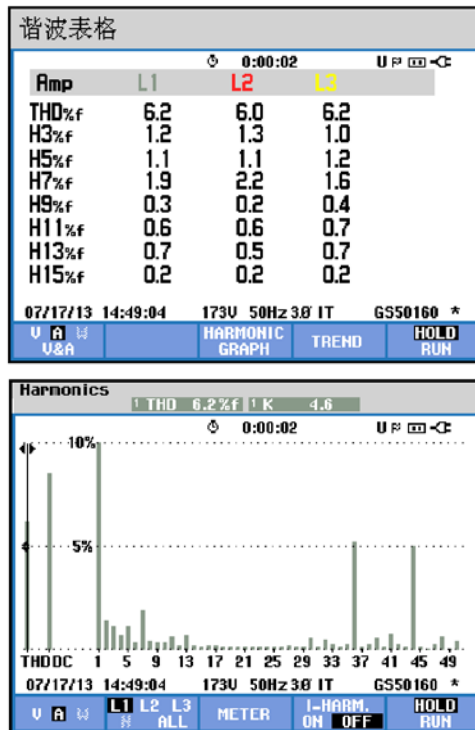 谐波表格
0:00:02
Amp L1 L2 L3
THD%f 6.2 6.0 6.2
H3%f 1.2 1.3 1.0
H5%f 1.1 1.1 1.2
H7%f 1.9 2.2 1.6
H9%f 0.3 0.2 0.4
H11%f 0.6 0.6 0.7
H13%f 0.7 0.5 0.7
H15%f 0.2 0.2 0.2
07/17/13 14:49:04 173V 50Hz 3Ø IT GS50160 *
V A W HARMONIC TREND HOLD
V&A GRAPH RUN
Harmonics
1 THD 6.2%f 1 K 4.6
0:00:02
10%
5%
THDDC 1 5 9 13 17 21 25 29 33 37 41 45 49
07/17/13 14:49:04 173V 50Hz 3Ø IT GS50160 *
V A W L1 L2 L3 METER I-HARM. HOLD
N ALL ON OFF RUN